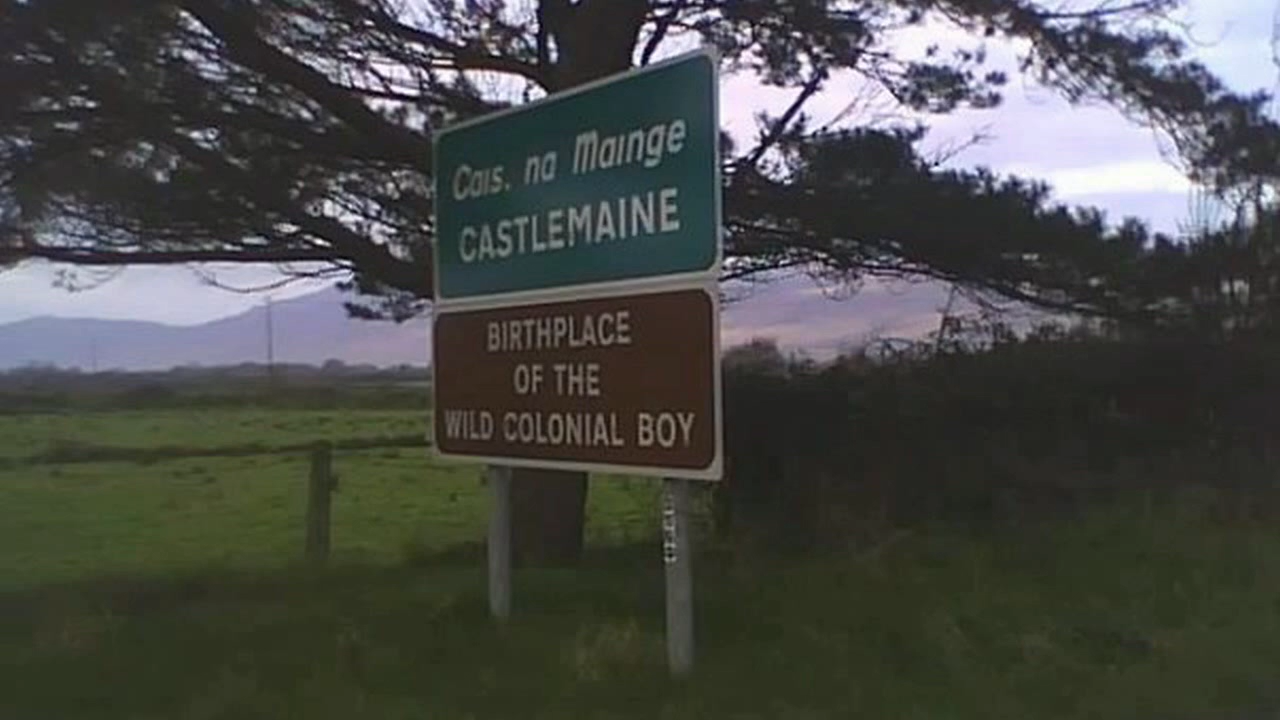 Cais. na Mainge
CASTLEMAINE
BIRTHPLACE
OF THE
WILD COLONIAL BOY